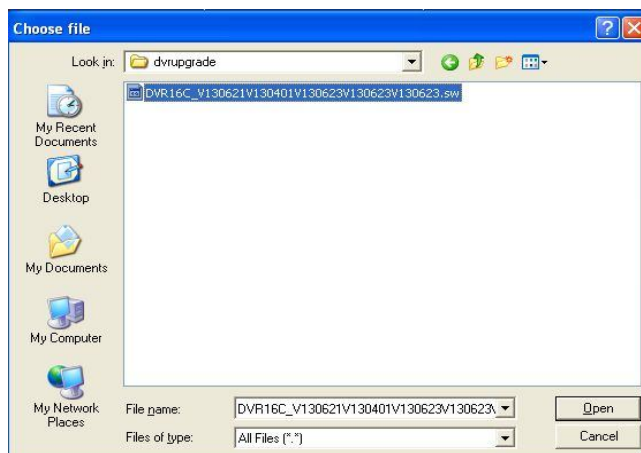 Choose file
Look in:
dvrupgrade
DVR16C_V130621V130401V130623V130623V130623.sw
My Recent
Documents
Desktop
My Documents
My Computer
My Network
Places
File name:
DVR16C_V130621V130401V130623V130623\
Open
Files of type:
All Files (*.*)
Cancel